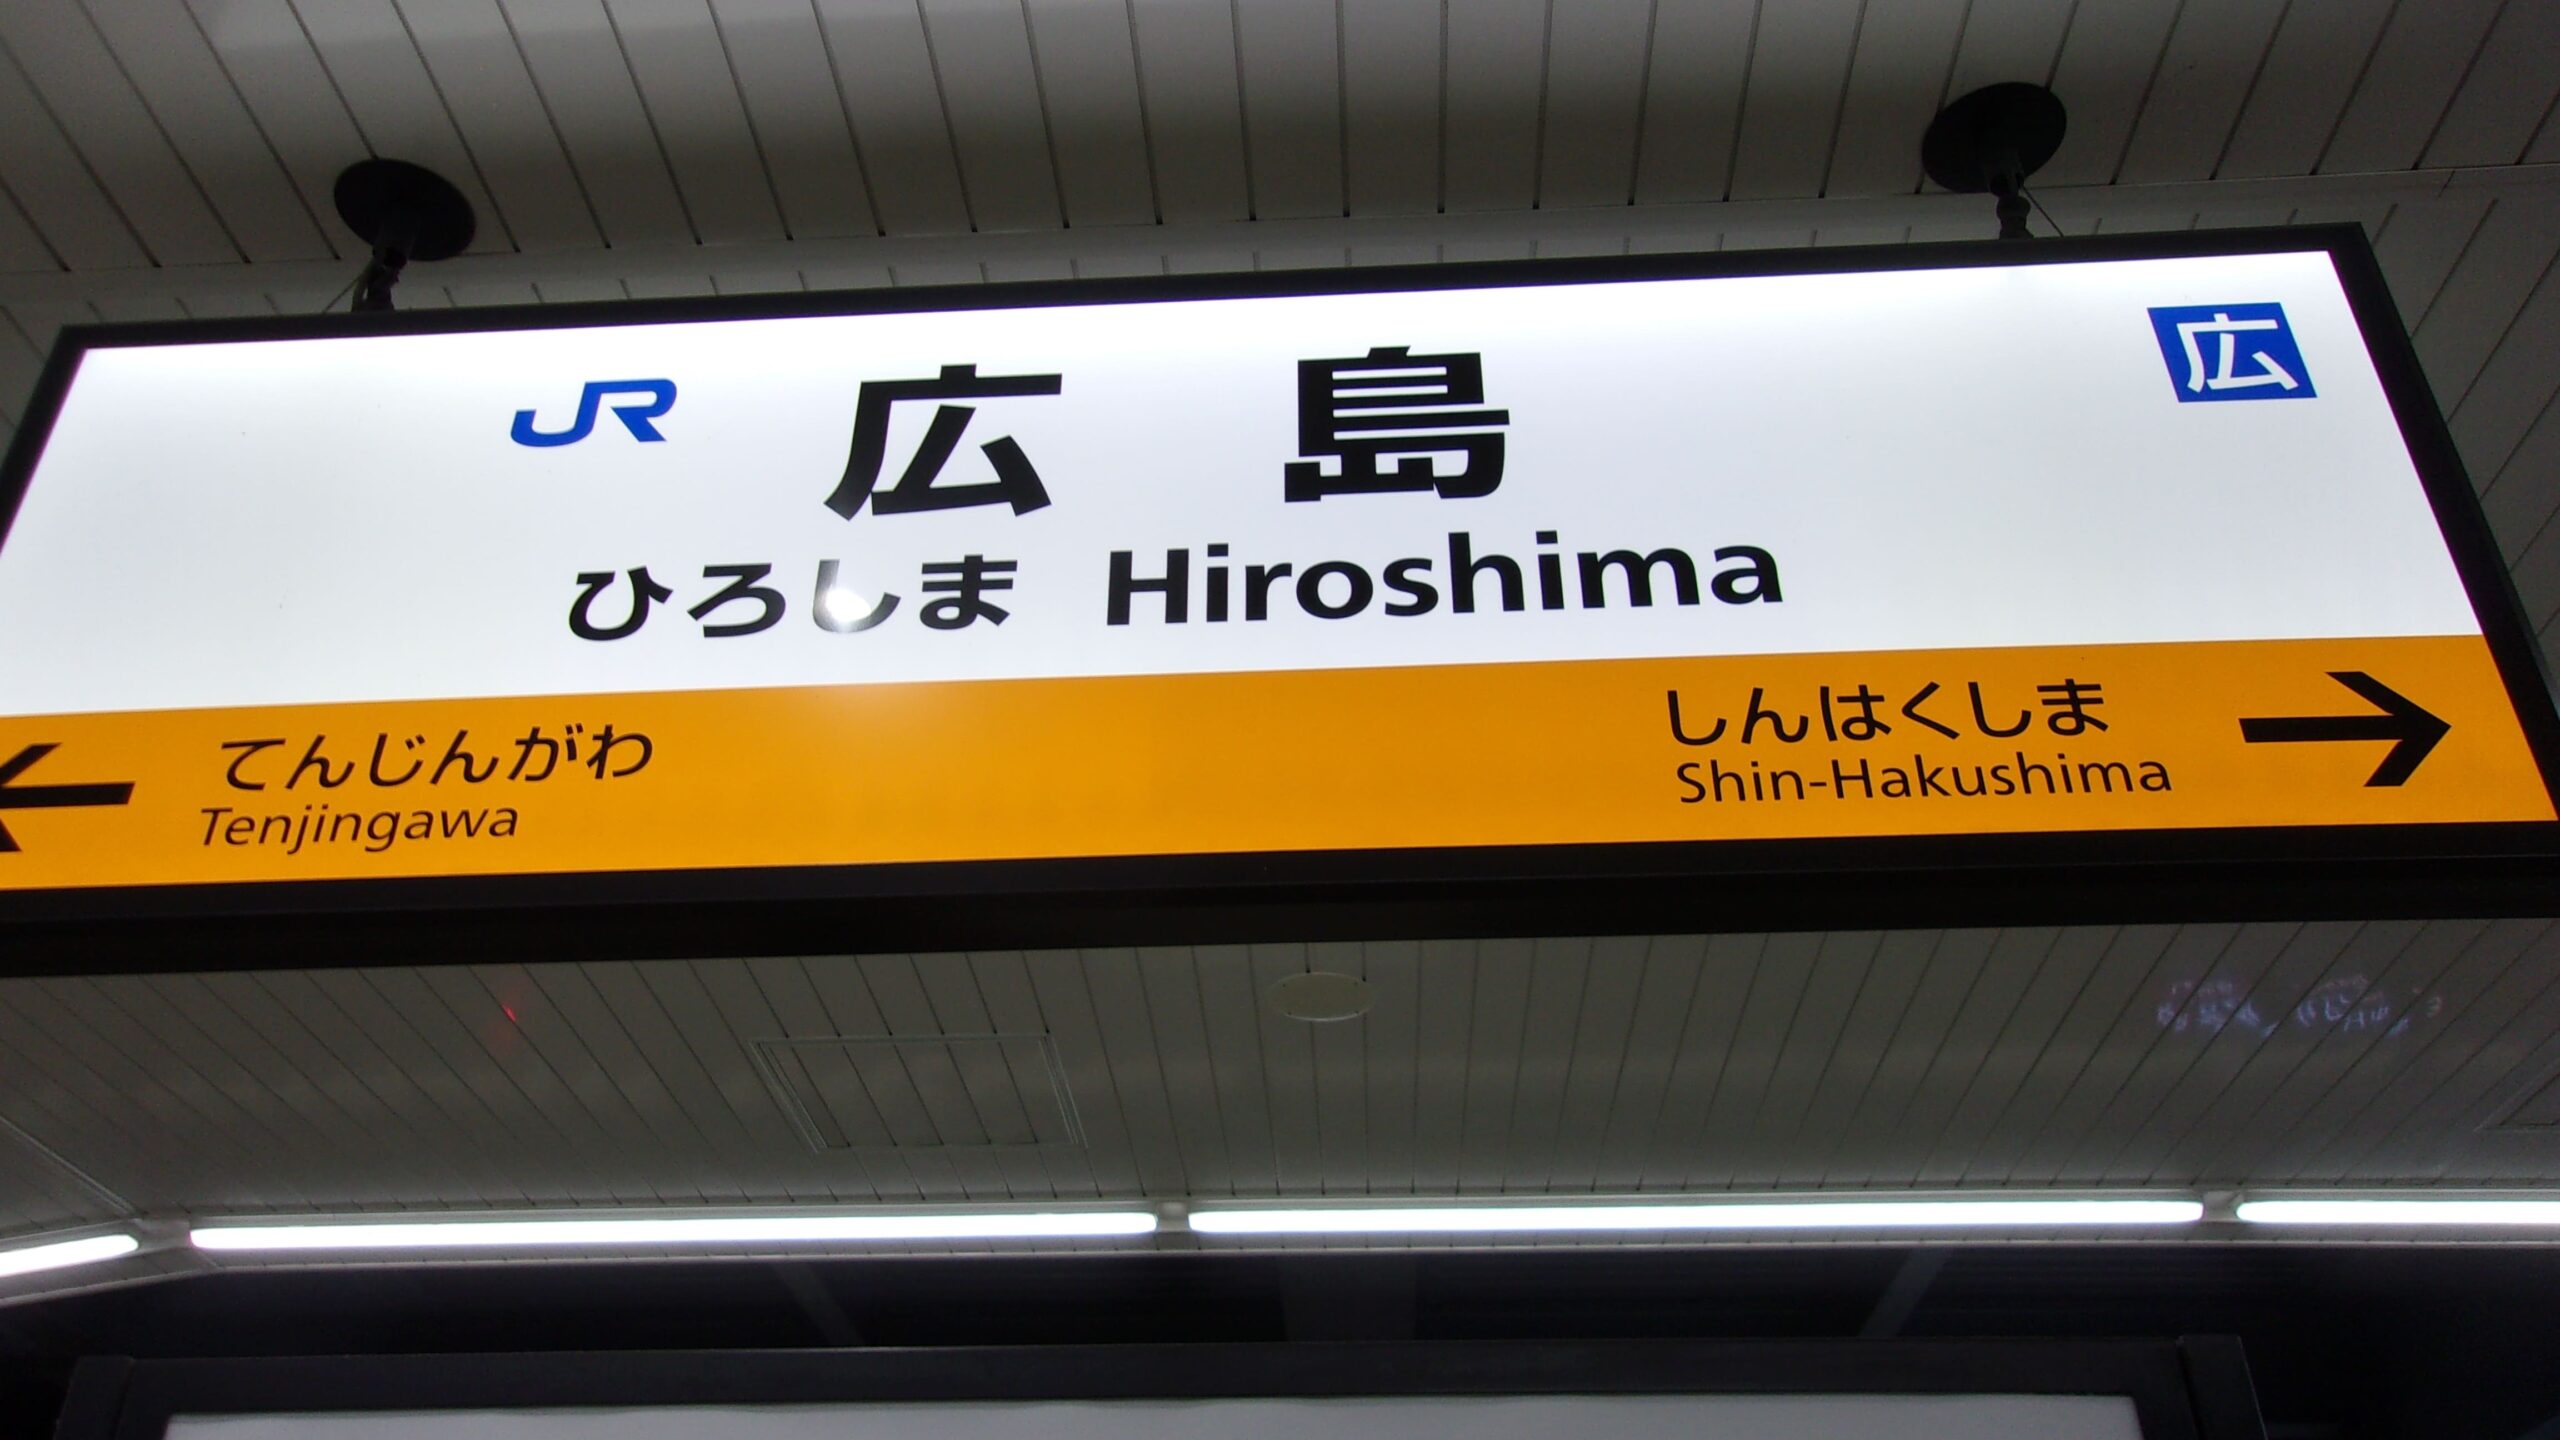 JR 広島 広
ひろしま Hiroshima
てんじんがわ
Tenjingawa
しんはくしま
Shin-Hakushima